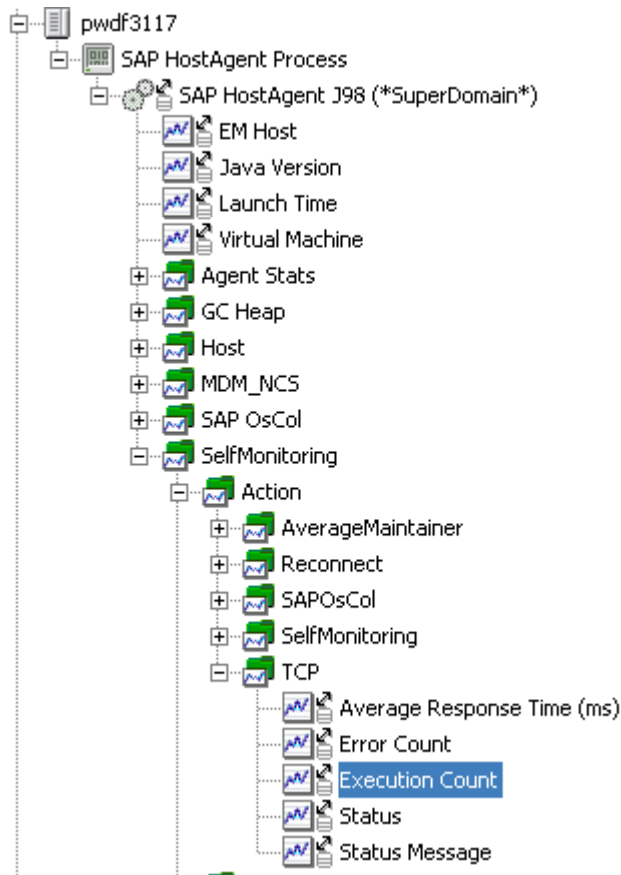 pwdf3117
SAP HostAgent Process
SAP HostAgent J98 (*SuperDomain*)
EM Host
Java Version
Launch Time
Virtual Machine
Agent Stats
GC Heap
Host
MDM_NCS
SAP OsCol
SelfMonitoring
Action
AverageMaintainer
Reconnect
SAPOsCol
SelfMonitoring
TCP
Average Response Time (ms)
Error Count
Execution Count
Status
Status Message